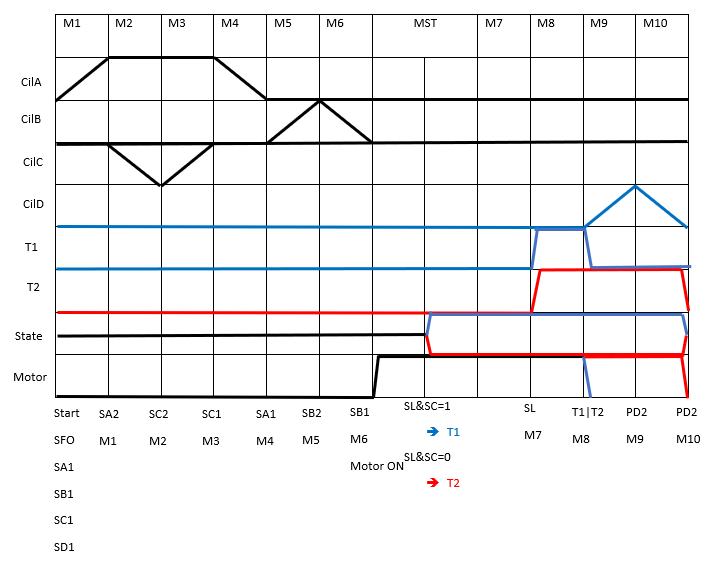 M1 M2 M3 M4 M5 M6 MST M7 M8 M9 M10
CilA
CilB
CilC
CilD
T1
T2
State
Motor
Start SA2 SC2 SC1 SA1 SB2 SB1 SL&SC=1 SL T1|T2 PD2 PD2
SFO M1 M2 M3 M4 M5 M6 ➔ T1 M7 M8 M9 M10
SA1 Motor ON SL&SC=0
SB1 ➔ T2
SC1
SD1